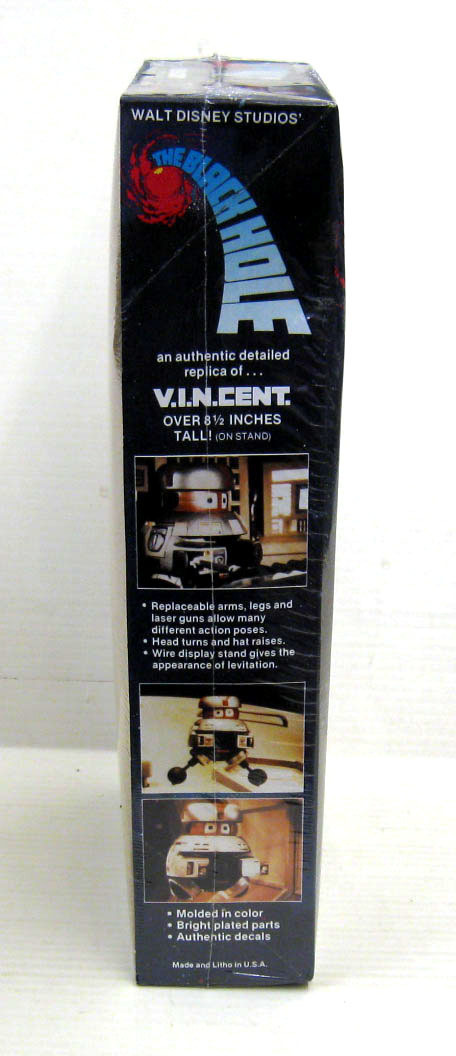 WALT DISNEY STUDIOS'
THE BLACK HOLE
an authentic detailed
replica of...
V.I.N.CENT.
OVER 8½ INCHES
TALL! (ON STAND)
• Replaceable arms, legs and
laser guns allow many
different action poses.
• Head turns and hat raises.
• Wire display stand gives the
appearance of levitation.
• Molded in color
• Bright plated parts
• Authentic decals
Made and Litho in U.S.A.